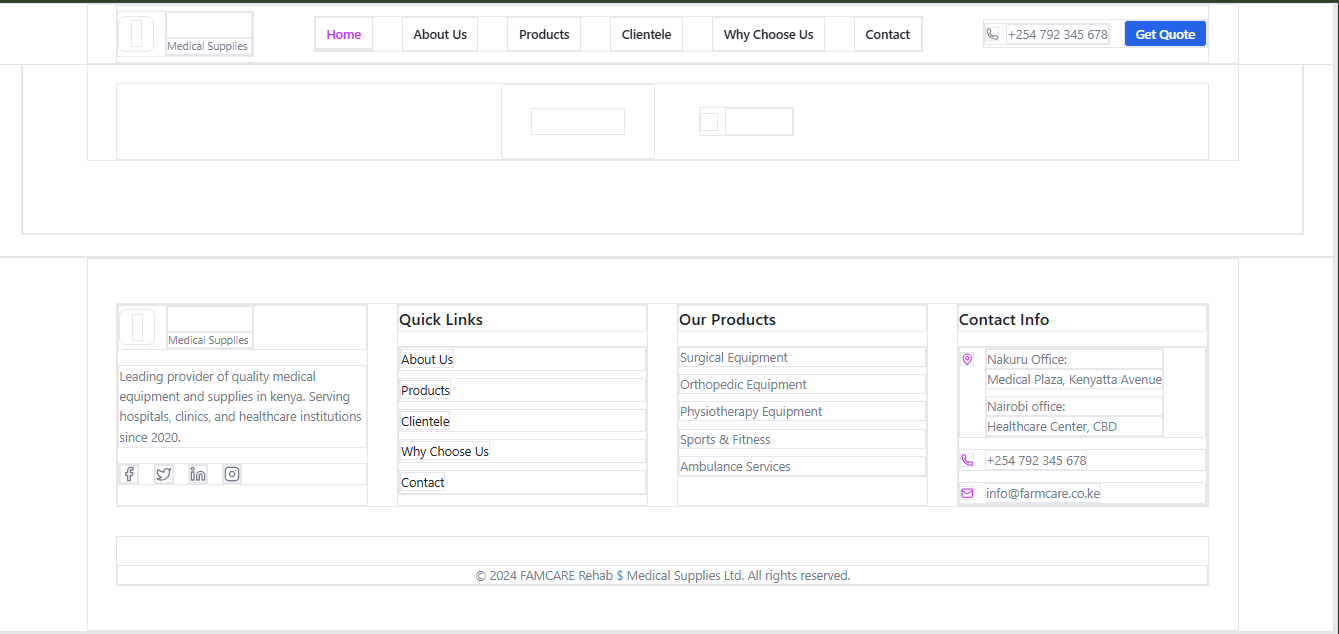 Medical Supplies
Home
About Us
Products
Clientele
Why Choose Us
Contact
+254 792 345 678
Get Quote
Medical Supplies
Leading provider of quality medical
equipment and supplies in kenya. Serving
hospitals, clinics, and healthcare institutions
since 2020.
Quick Links
About Us
Products
Clientele
Why Choose Us
Contact
Our Products
Surgical Equipment
Orthopedic Equipment
Physiotherapy Equipment
Sports & Fitness
Ambulance Services
Contact Info
Nakuru Office:
Medical Plaza, Kenyatta Avenue
Nairobi office:
Healthcare Center, CBD
+254 792 345 678
info@farmcare.co.ke
© 2024 FAMCARE Rehab $ Medical Supplies Ltd. All rights reserved.